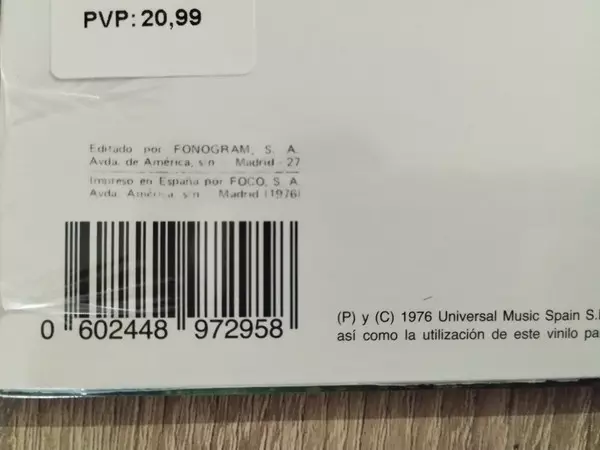 PVP: 20,99
Editado por FONOGRAM, S. A.
Avda. de América, s/n Madrid - 27
Impreso en España por FOCO, S. A.
Avda. América, s/n Madrid (1976)
0 602448 972958
(P) y (C) 1976 Universal Music Spain S.
así como la utilización de este vinilo pa